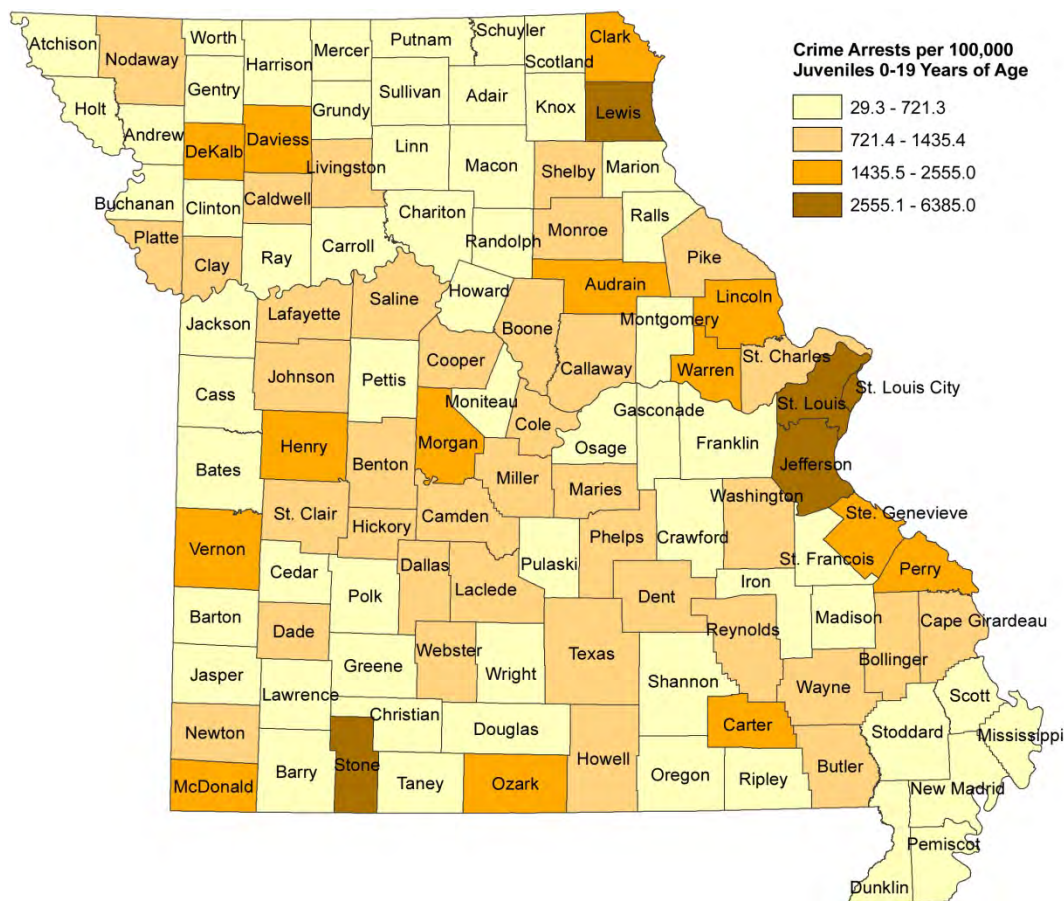 Crime Arrests per 100,000
Juveniles 0-19 Years of Age
29.3 - 721.3
721.4 - 1435.4
1435.5 - 2555.0
2555.1 - 6385.0
Atchison
Nodaway
Worth
Harrison
Mercer
Putnam
Schuyler
Scotland
Clark
Holt
Gentry
Grundy
Sullivan
Adair
Knox
Lewis
Andrew
DeKalb
Daviess
Livingston
Linn
Macon
Shelby
Marion
Buchanan
Clinton
Caldwell
Chariton
Randolph
Monroe
Ralls
Platte
Clay
Ray
Carroll
Pike
Jackson
Lafayette
Saline
Howard
Boone
Audrain
Montgomery
Lincoln
Cass
Johnson
Pettis
Cooper
Moniteau
Callaway
Warren
St. Charles
St. Louis City
St. Louis
Bates
Henry
Benton
Morgan
Cole
Osage
Gasconade
Franklin
Jefferson
Miller
Maries
Washington
Vernon
St. Clair
Hickory
Camden
Phelps
Crawford
Ste. Genevieve
St. Francois
Perry
Cedar
Polk
Dallas
Laclede
Pulaski
Dent
Iron
Madison
Barton
Dade
Greene
Webster
Wright
Texas
Reynolds
Bollinger
Cape Girardeau
Jasper
Lawrence
Christian
Douglas
Shannon
Wayne
Scott
Mississippi
Newton
Carter
Stoddard
McDonald
Barry
Stone
Taney
Ozark
Howell
Oregon
Ripley
Butler
New Madrid
Pemiscot
Dunklin